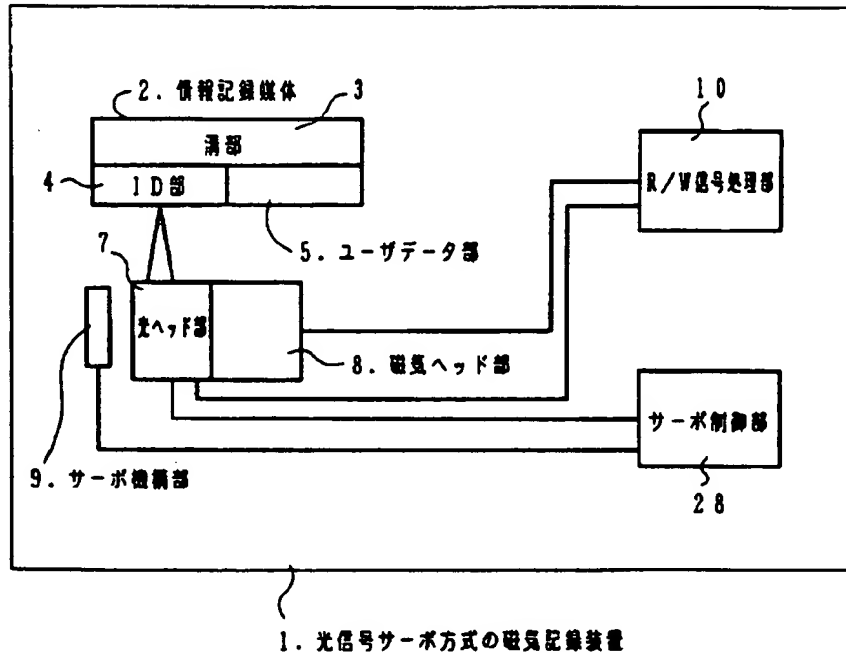 2. 情報記録媒体
3
10
溝部
4
ID部
R/W信号処理部
5. ユーザデータ部
7
光ヘッド部
8. 磁気ヘッド部
サーボ制御部
9. サーボ機構部
28
1. 光信号サーボ方式の磁気記録装置